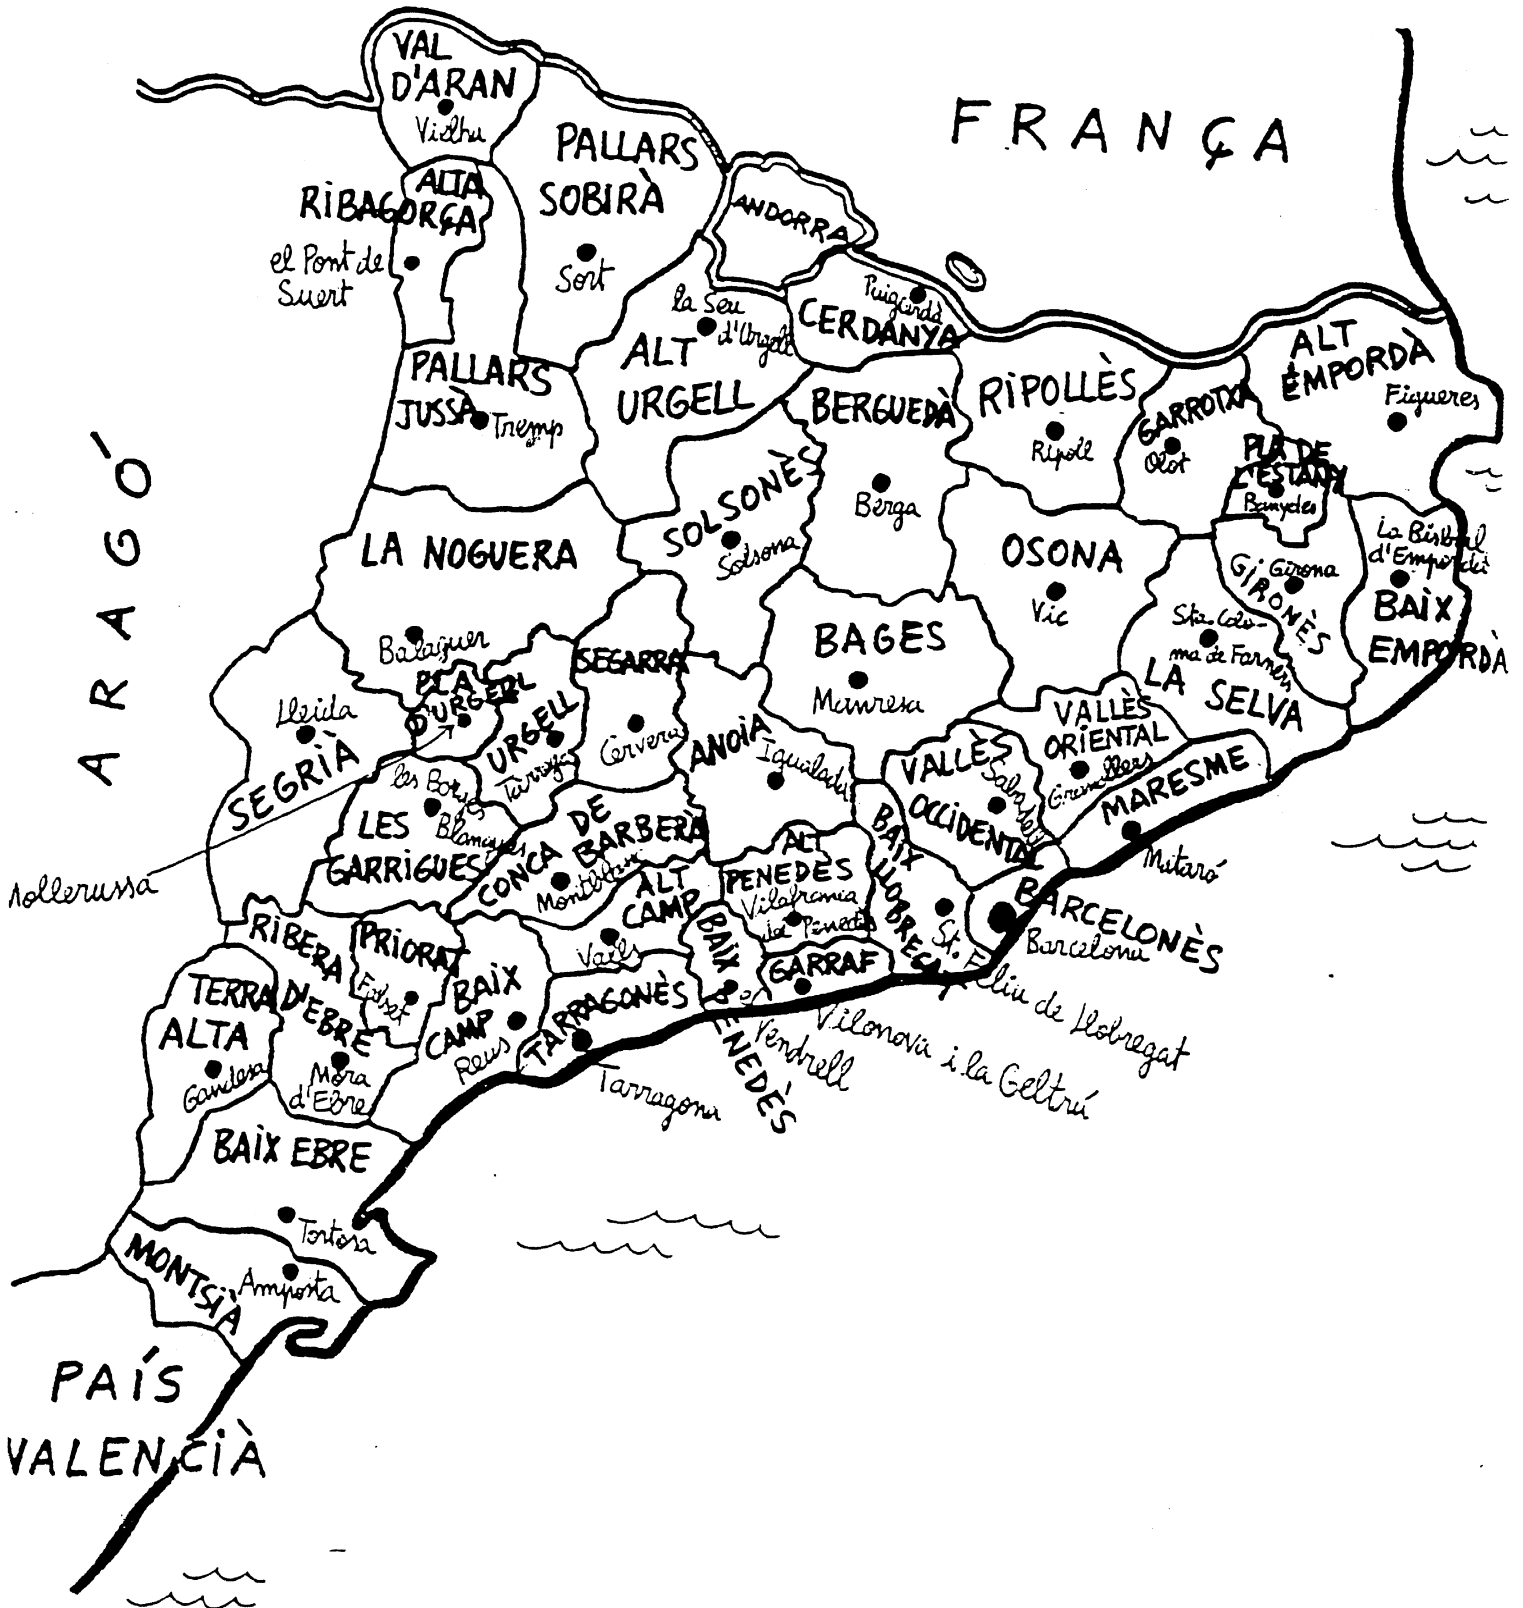 VAL
D'ARAN
Vielha
FRANÇA
PALLARS
SOBIRÀ
Sort
ALTA
RIBAGORÇA
el Pont de
Suert
ANDORRA
la Seu
d'Urgell
ALT
URGELL
Puigcerdà
CERDANYA
PALLARS
JUSSÀ
Tremp
BERGUEDÀ
Berga
RIPOLLÈS
Ripoll
GARROTXA
Olot
ALT
EMPORDÀ
Figueres
PLA DE
L'ESTANY
Banyoles
ARAGÓ
LA NOGUERA
Balaguer
SOLSONÈS
Solsona
OSONA
Vic
GIRONÈS
Girona
La Bisbal
d'Empordà
BAIX
EMPORDÀ
Sta. Colo-
ma de Farners
LA SELVA
BAGES
Manresa
SEGARRA
Cervera
PLA
D'URGELL
Mollerussa
URGELL
Tàrrega
Lleida
SEGRIÀ
ANOIA
Igualada
VALLÈS
ORIENTAL
Granollers
VALLÈS
OCCIDENTAL
Sabadell
MARESME
Mataró
les Borges
Blanques
LES
GARRIGUES
CONCA DE
BARBERÀ
Montblanc
ALT
CAMP
Valls
ALT
PENEDÈS
Vilafranca
del Penedès
BAIX
LLOBREGAT
St. Feliu de Llobregat
BARCELONÈS
Barcelona
RIBERA
D'EBRE
Móra
d'Ebre
PRIORAT
Falset
BAIX
CAMP
Reus
TARRAGONÈS
Tarragona
BAIX
PENEDÈS
el
Vendrell
GARRAF
Vilanova i la Geltrú
TERRA
ALTA
Gandesa
BAIX EBRE
Tortosa
MONTSIÀ
Amposta
PAÍS
VALENCIÀ